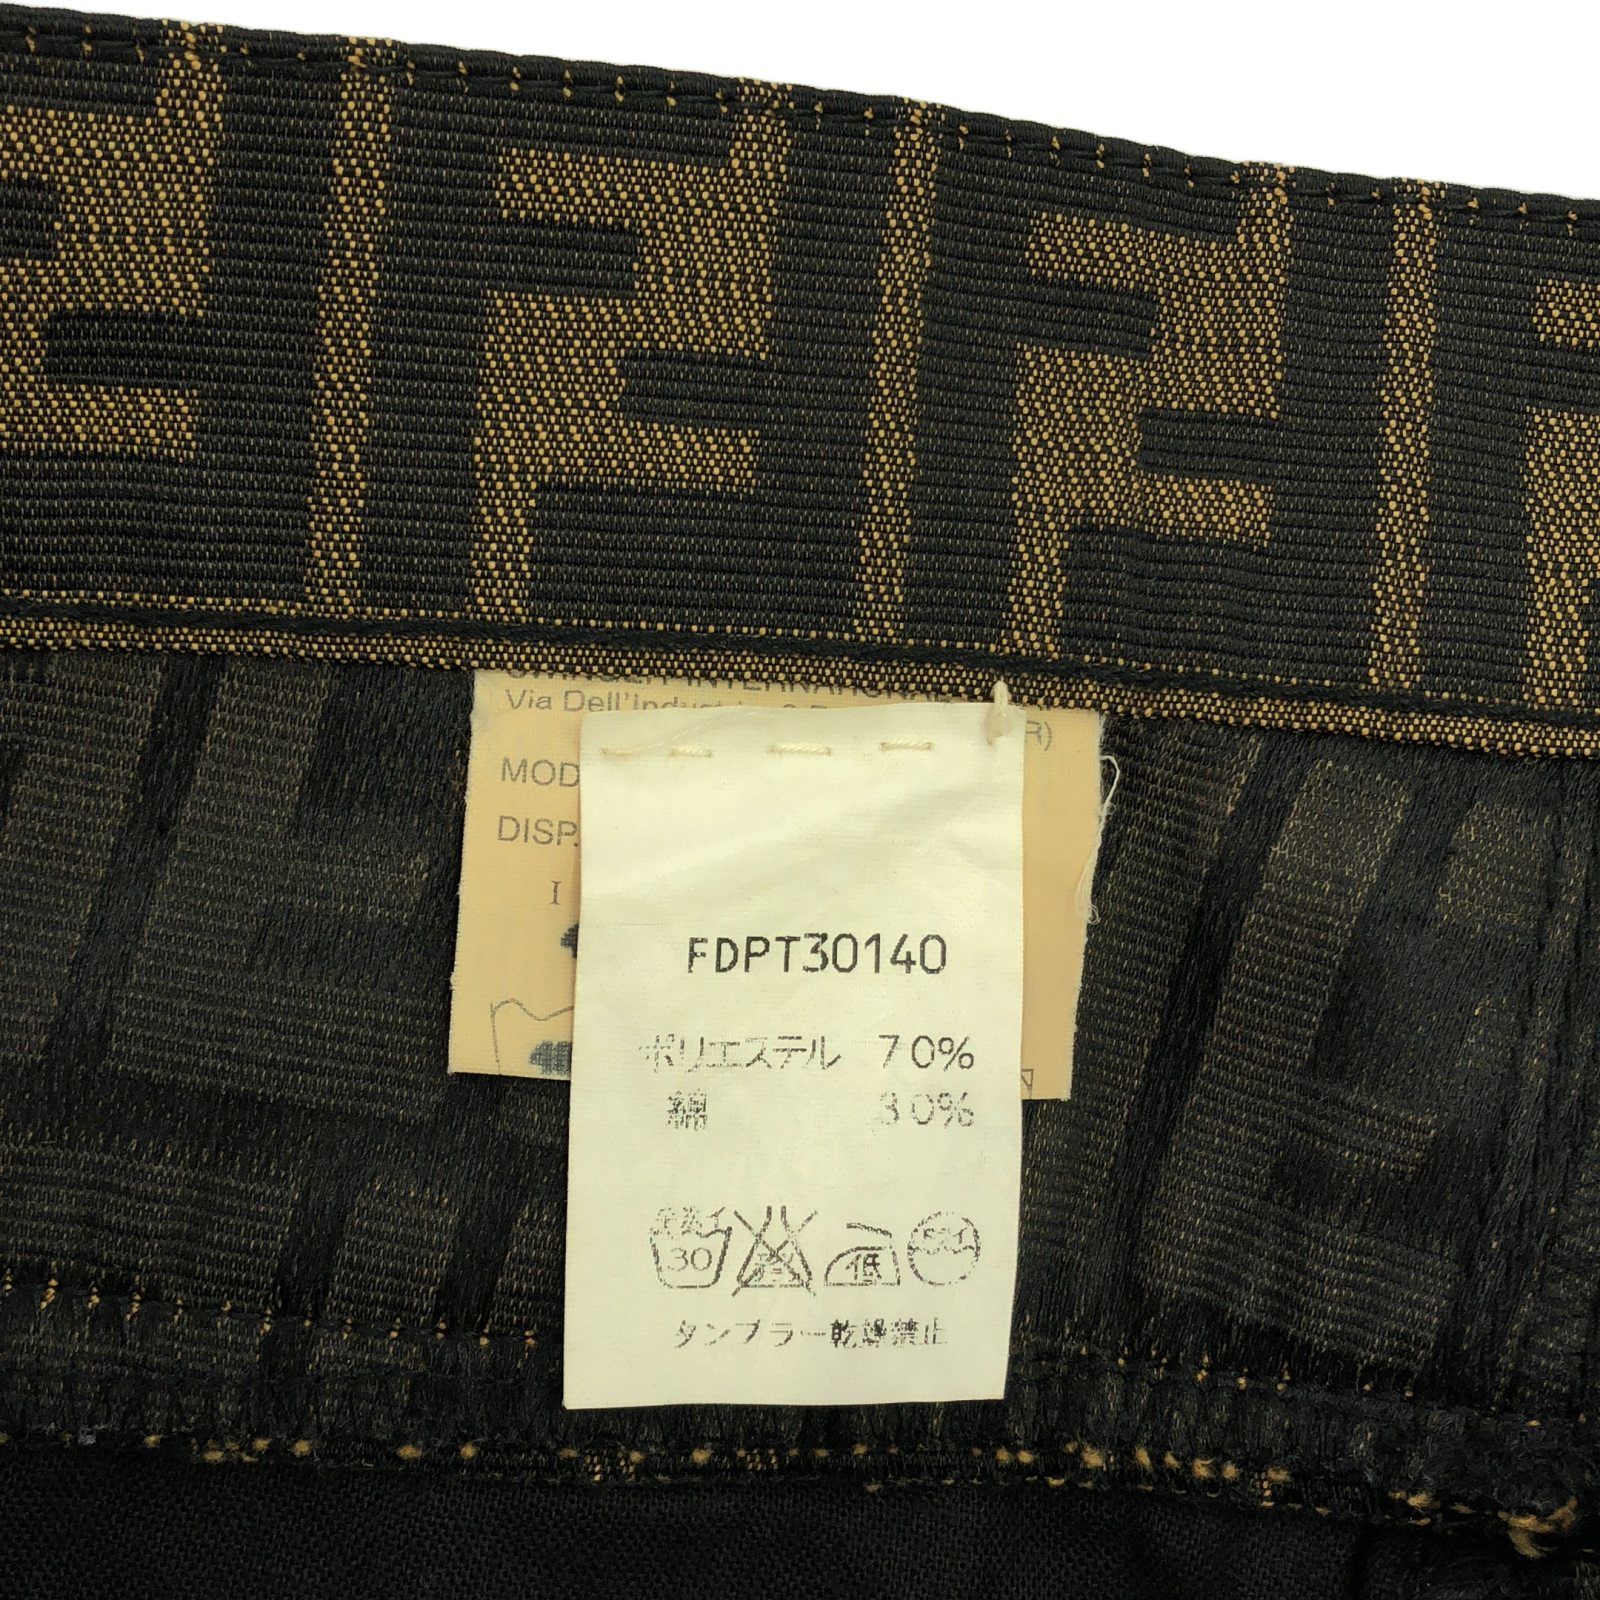 Via Dell'Indu
R)
MOD
DISP.
I
FDPT30140
ポリエステル 70%
綿 30%
30
低
タンブラー乾燥禁止